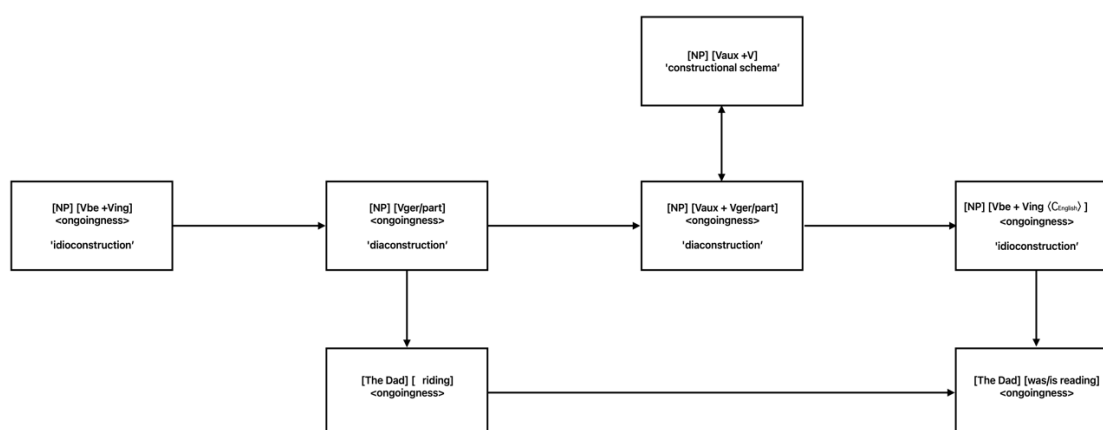 [NP] [Vaux +V]
'constructional schema'
[NP] [Vbe +Ving]
<ongoingness>
'idioconstruction'
[NP] [Vger/part]
<ongoingness>
'diaconstruction'
[NP] [Vaux + Vger/part]
<ongoingness>
'diaconstruction'
[NP] [Vbe + Ving 〈CEnglish〉 ]
<ongoingness>
'idioconstruction'
[The Dad] [ riding]
<ongoingness>
[The Dad] [was/is reading]
<ongoingness>